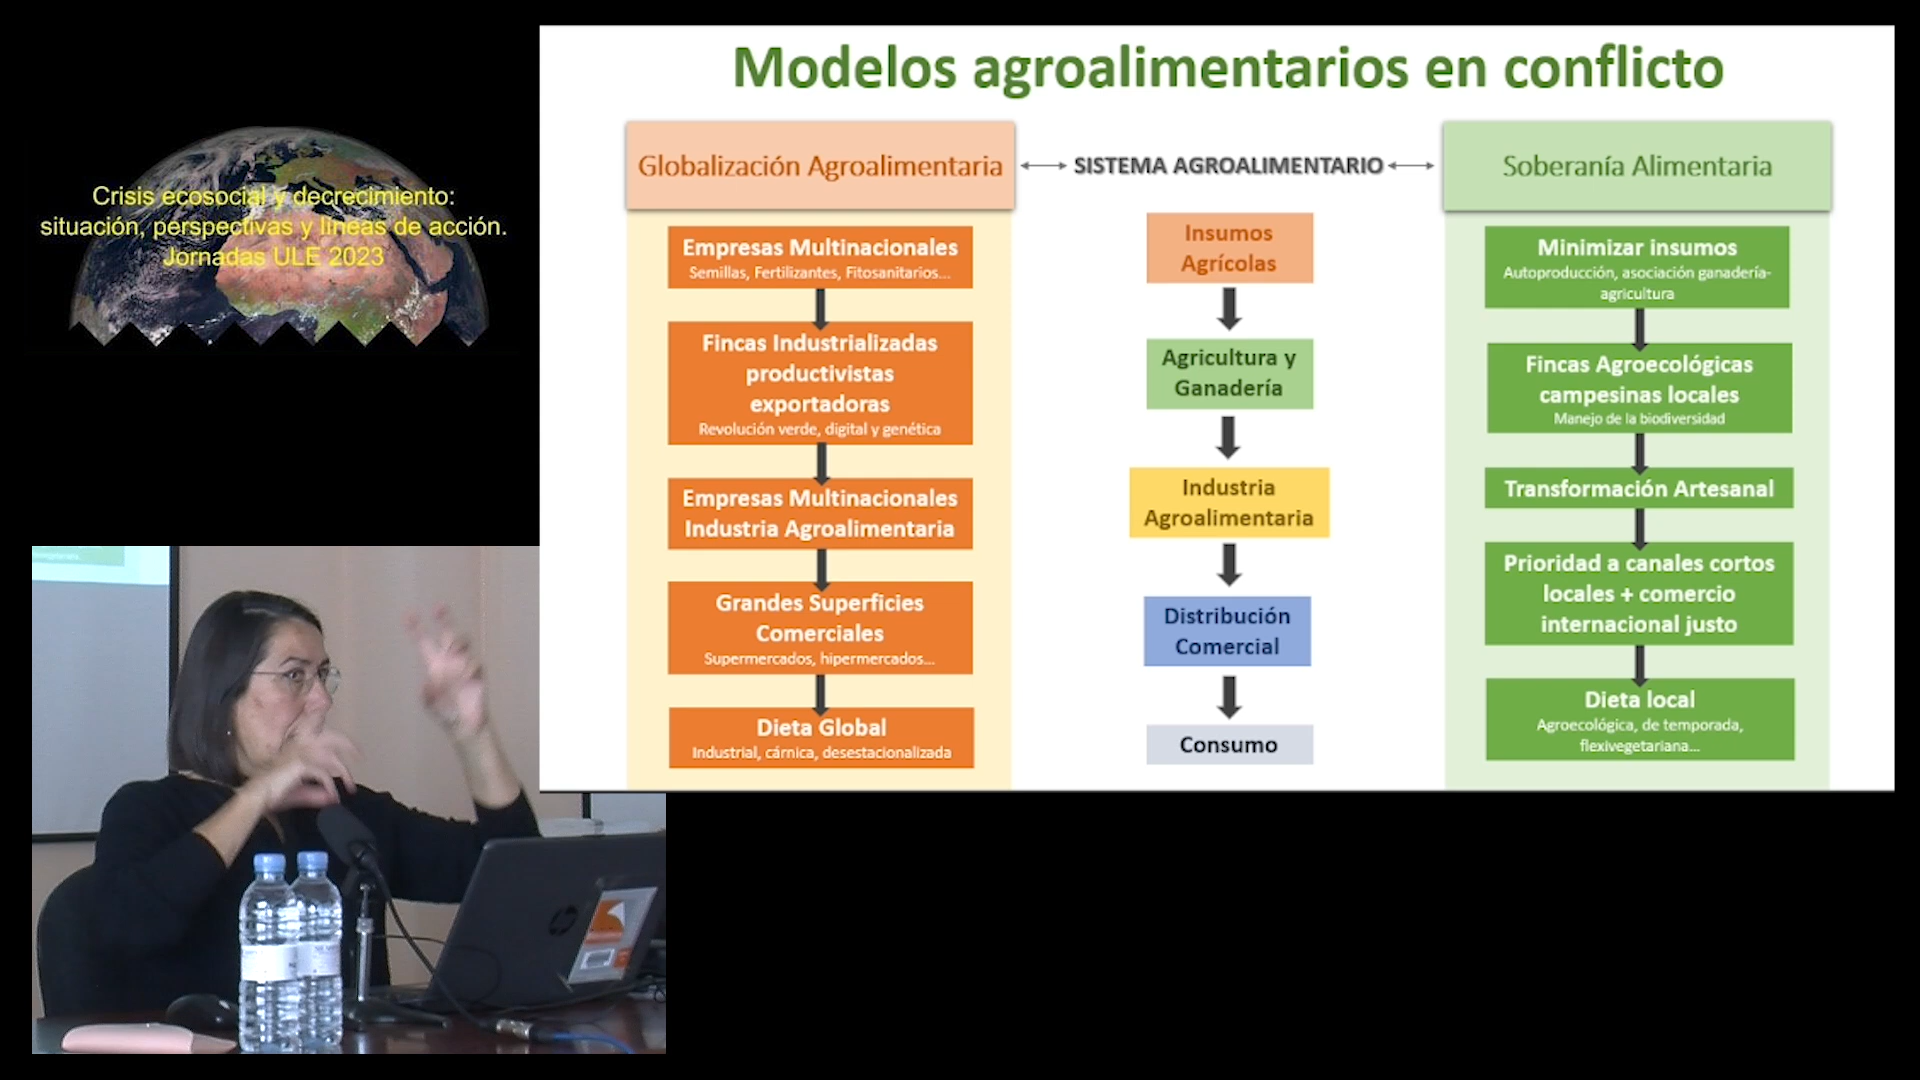 Crisis ecosocial y decrecimiento:
situación, perspectivas y líneas de acción.
Jornadas ULE 2023
Modelos agroalimentarios en conflicto
Globalización Agroalimentaria
Empresas Multinacionales
Semillas, Fertilizantes, Fitosanitarios...
Fincas Industrializadas
productivistas
exportadoras
Revolución verde, digital y genética
Empresas Multinacionales
Industria Agroalimentaria
Grandes Superficies
Comerciales
Supermercados, hipermercados...
Dieta Global
Industrial, cárnica, desestacionalizada
SISTEMA AGROALIMENTARIO
Insumos
Agrícolas
Agricultura y
Ganadería
Industria
Agroalimentaria
Distribución
Comercial
Consumo
Soberanía Alimentaria
Minimizar insumos
Autoproducción, asociación ganadería-
agricultura
Fincas Agroecológicas
campesinas locales
Manejo de la biodiversidad
Transformación Artesanal
Prioridad a canales cortos
locales + comercio
internacional justo
Dieta local
Agroecológica, de temporada,
flexivegetariana...
hp